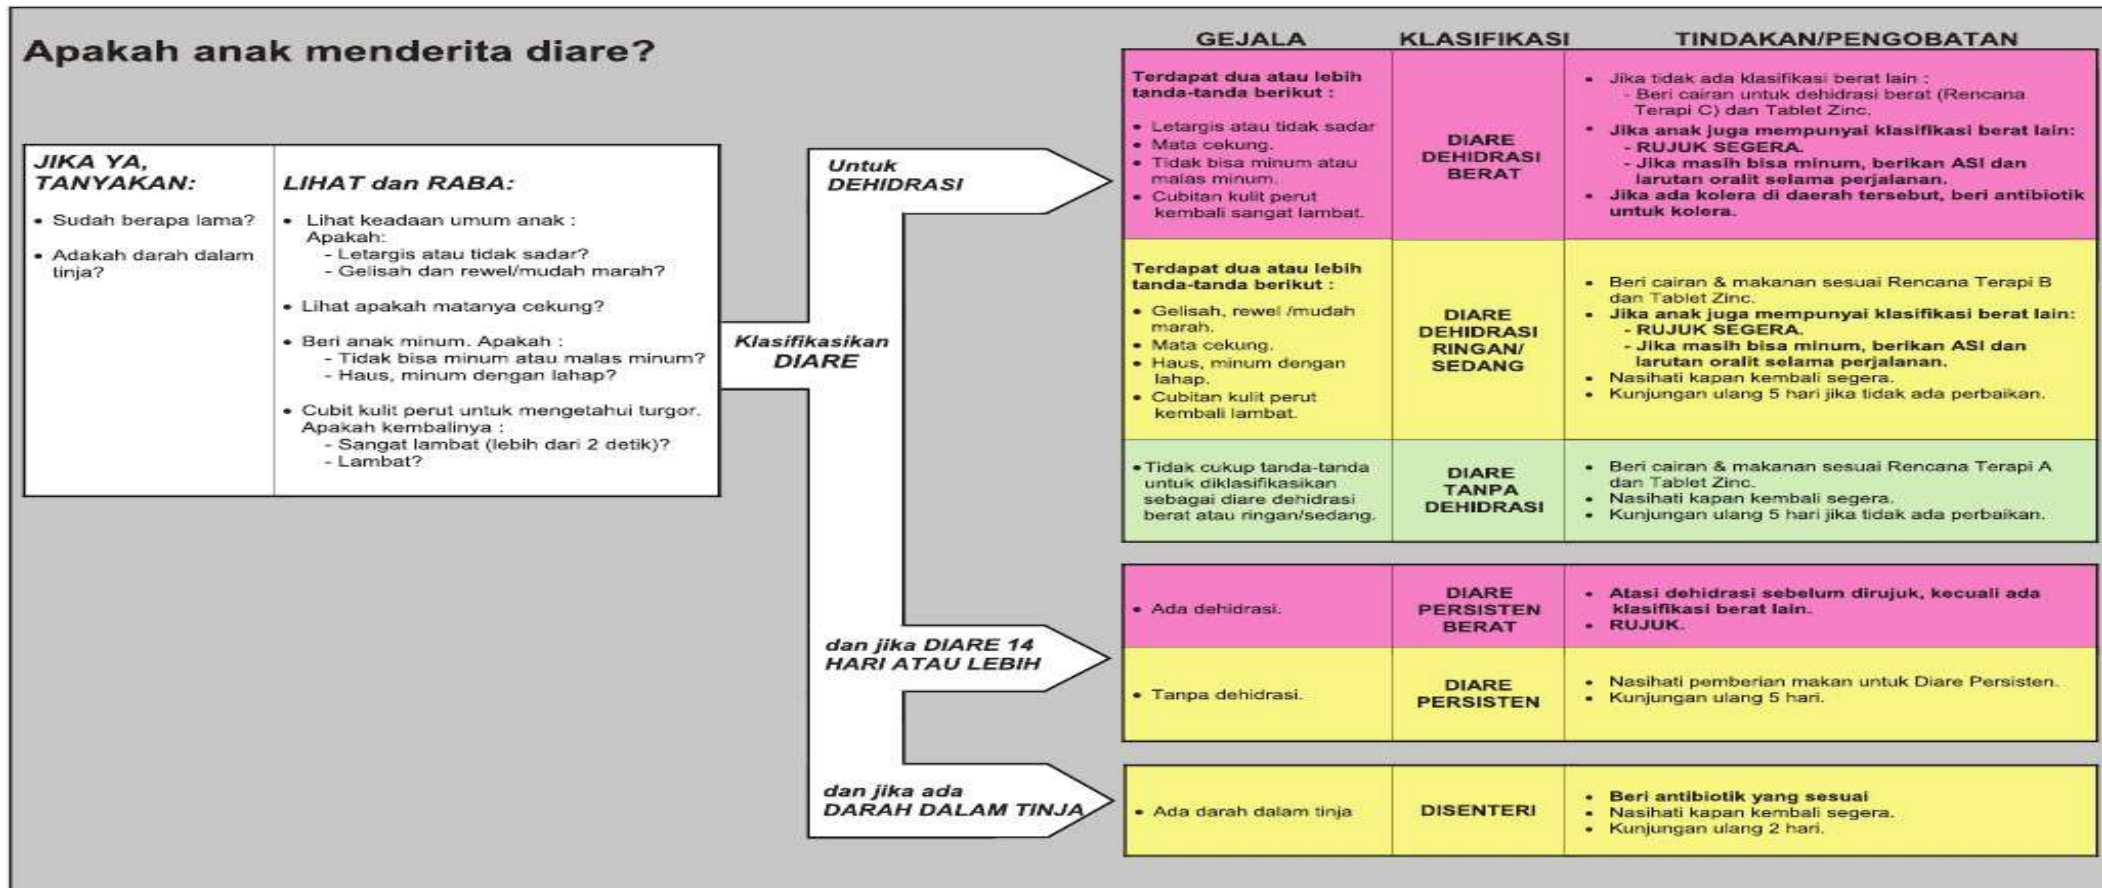 Apakah anak menderita diare?
JIKA YA,
TANYAKAN:
• Sudah berapa lama?
• Adakah darah dalam
tinja?
LIHAT dan RABA:
• Lihat keadaan umum anak :
Apakah:
- Letargis atau tidak sadar?
- Gelisah dan rewel/mudah marah?
• Lihat apakah matanya cekung?
• Beri anak minum. Apakah :
- Tidak bisa minum atau malas minum?
- Haus, minum dengan lahap?
• Cubit kulit perut untuk mengetahui turgor.
Apakah kembalinya :
- Sangat lambat (lebih dari 2 detik)?
- Lambat?
Klasifikasikan
DIARE
Untuk
DEHIDRASI
dan jika DIARE 14
HARI ATAU LEBIH
dan jika ada
DARAH DALAM TINJA
GEJALA
KLASIFIKASI
TINDAKAN/PENGOBATAN
Terdapat dua atau lebih
tanda-tanda berikut :
• Letargis atau tidak sadar
• Mata cekung.
• Tidak bisa minum atau
malas minum.
• Cubitan kulit perut
kembali sangat lambat.
DIARE
DEHIDRASI
BERAT
• Jika tidak ada klasifikasi berat lain :
- Beri cairan untuk dehidrasi berat (Rencana
Terapi C) dan Tablet Zinc.
• Jika anak juga mempunyai klasifikasi berat lain:
- RUJUK SEGERA.
- Jika masih bisa minum, berikan ASI dan
larutan oralit selama perjalanan.
• Jika ada kolera di daerah tersebut, beri antibiotik
untuk kolera.
Terdapat dua atau lebih
tanda-tanda berikut :
• Gelisah, rewel /mudah
marah.
• Mata cekung.
• Haus, minum dengan
lahap.
• Cubitan kulit perut
kembali lambat.
DIARE
DEHIDRASI
RINGAN/
SEDANG
• Beri cairan & makanan sesuai Rencana Terapi B
dan Tablet Zinc.
• Jika anak juga mempunyai klasifikasi berat lain:
- RUJUK SEGERA.
- Jika masih bisa minum, berikan ASI dan
larutan oralit selama perjalanan.
• Nasihati kapan kembali segera.
• Kunjungan ulang 5 hari jika tidak ada perbaikan.
• Tidak cukup tanda-tanda
untuk diklasifikasikan
sebagai diare dehidrasi
berat atau ringan/sedang.
DIARE
TANPA
DEHIDRASI
• Beri cairan & makanan sesuai Rencana Terapi A
dan Tablet Zinc.
• Nasihati kapan kembali segera.
• Kunjungan ulang 5 hari jika tidak ada perbaikan.
• Ada dehidrasi.
DIARE
PERSISTEN
BERAT
• Atasi dehidrasi sebelum dirujuk, kecuali ada
klasifikasi berat lain.
• RUJUK.
• Tanpa dehidrasi.
DIARE
PERSISTEN
• Nasihati pemberian makan untuk Diare Persisten.
• Kunjungan ulang 5 hari.
• Ada darah dalam tinja
DISENTERI
• Beri antibiotik yang sesuai
• Nasihati kapan kembali segera.
• Kunjungan ulang 2 hari.